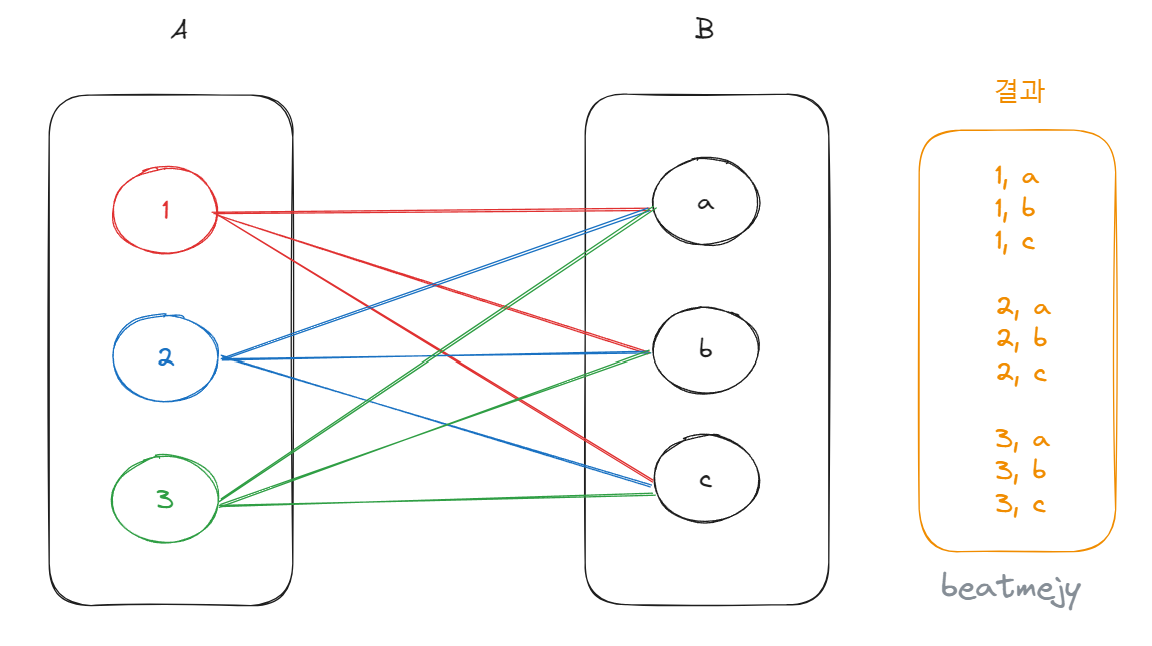 A
B
1
2
3
a
b
c
결과
1, a
1, b
1, c
2, a
2, b
2, c
3, a
3, b
3, c
beatmejy